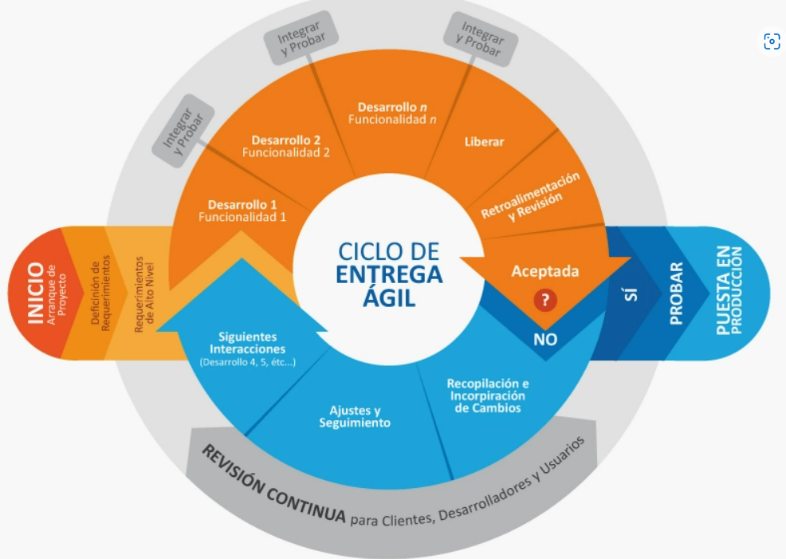 Integrar
y Probar
Integrar
y Probar
Integrar
y Probar
Desarrollo n
Funcionalidad n
Desarrollo 2
Funcionalidad 2
Liberar
Desarrollo 1
Funcionalidad 1
Retroalimentación
y Revisión
INICIO
Arranque de
Proyecto
Definición de
Requerimientos
Requerimientos
de Alto Nivel
CICLO DE
ENTREGA
ÁGIL
Aceptada
?
NO
SÍ
PROBAR
PUESTA EN
PRODUCCIÓN
Siguientes
Interacciones
(Desarrollo 4, 5, étc...)
Ajustes y
Seguimiento
Recopilación e
Incorpiración
de Cambios
REVISIÓN CONTINUA para Clientes, Desarrolladores y Usuarios